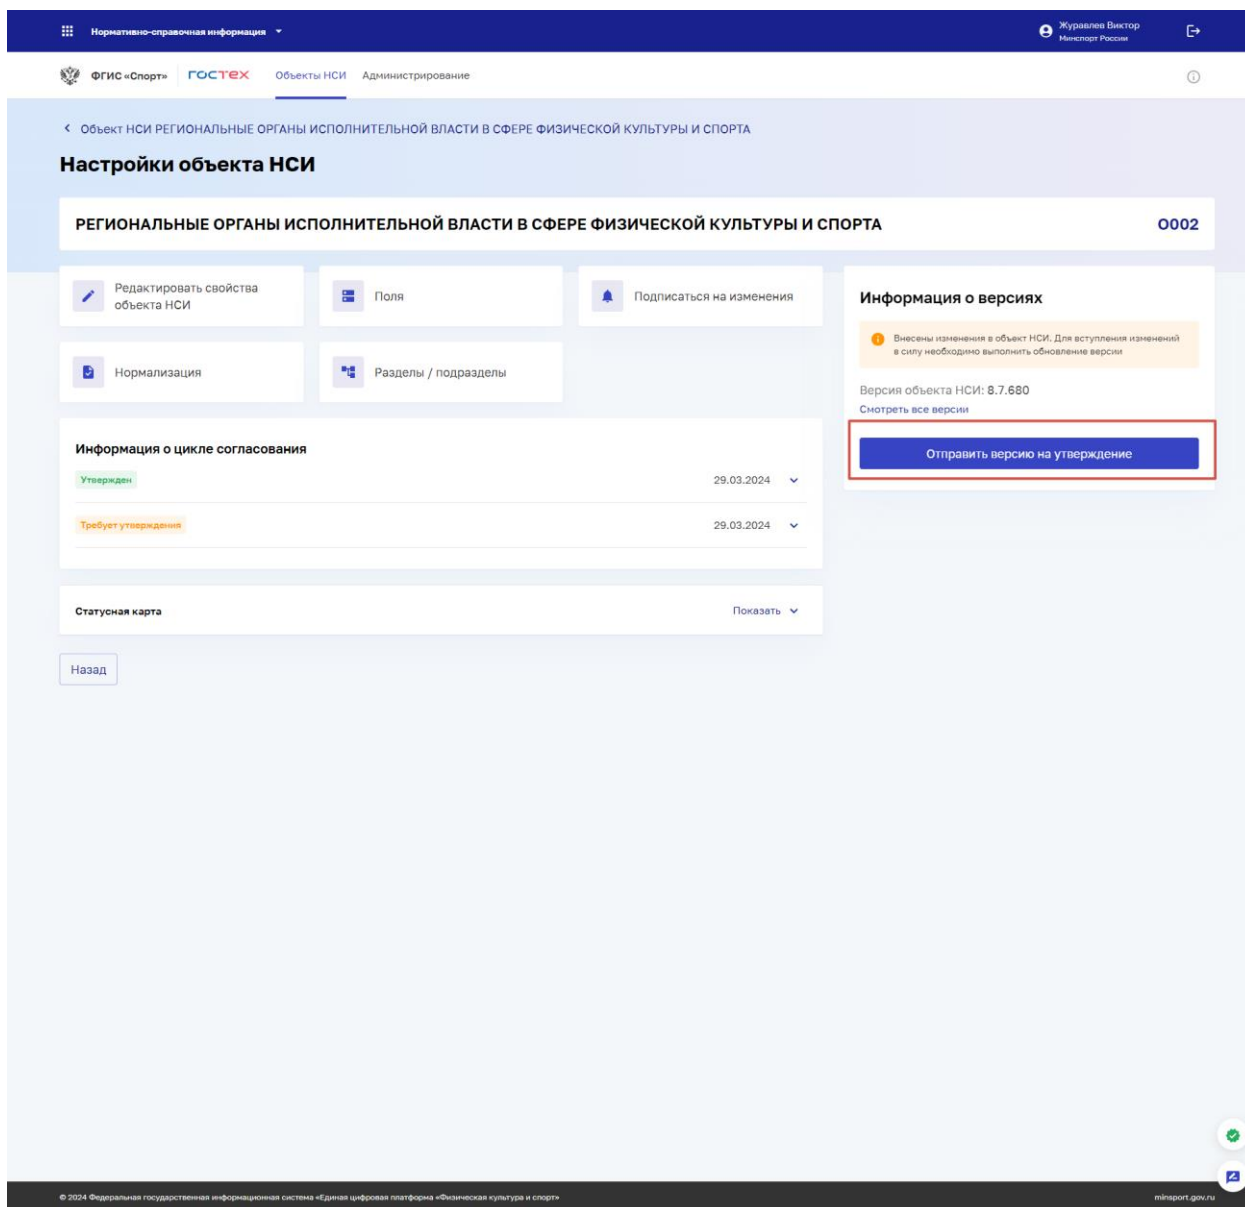 Нормативно-справочная информация
Журавлев Виктор
Минспорт России
ФГИС «Спорт»
ГОСТЕХ
Объекты НСИ
Администрирование
Объект НСИ РЕГИОНАЛЬНЫЕ ОРГАНЫ ИСПОЛНИТЕЛЬНОЙ ВЛАСТИ В СФЕРЕ ФИЗИЧЕСКОЙ КУЛЬТУРЫ И СПОРТА
Настройки объекта НСИ
РЕГИОНАЛЬНЫЕ ОРГАНЫ ИСПОЛНИТЕЛЬНОЙ ВЛАСТИ В СФЕРЕ ФИЗИЧЕСКОЙ КУЛЬТУРЫ И СПОРТА
О002
Редактировать свойства
объекта НСИ
Поля
Подписаться на изменения
Нормализация
Разделы / подразделы
Информация о версиях
Внесены изменения в объект НСИ. Для вступления изменений
в силу необходимо выполнить обновление версии
Версия объекта НСИ: 8.7.680
Смотреть все версии
Отправить версию на утверждение
Информация о цикле согласования
Утвержден
29.03.2024
Требует утверждения
29.03.2024
Статусная карта
Показать
Назад
© 2024 Федеральная государственная информационная система «Единая цифровая платформа «Физическая культура и спорт»
minsport.gov.ru